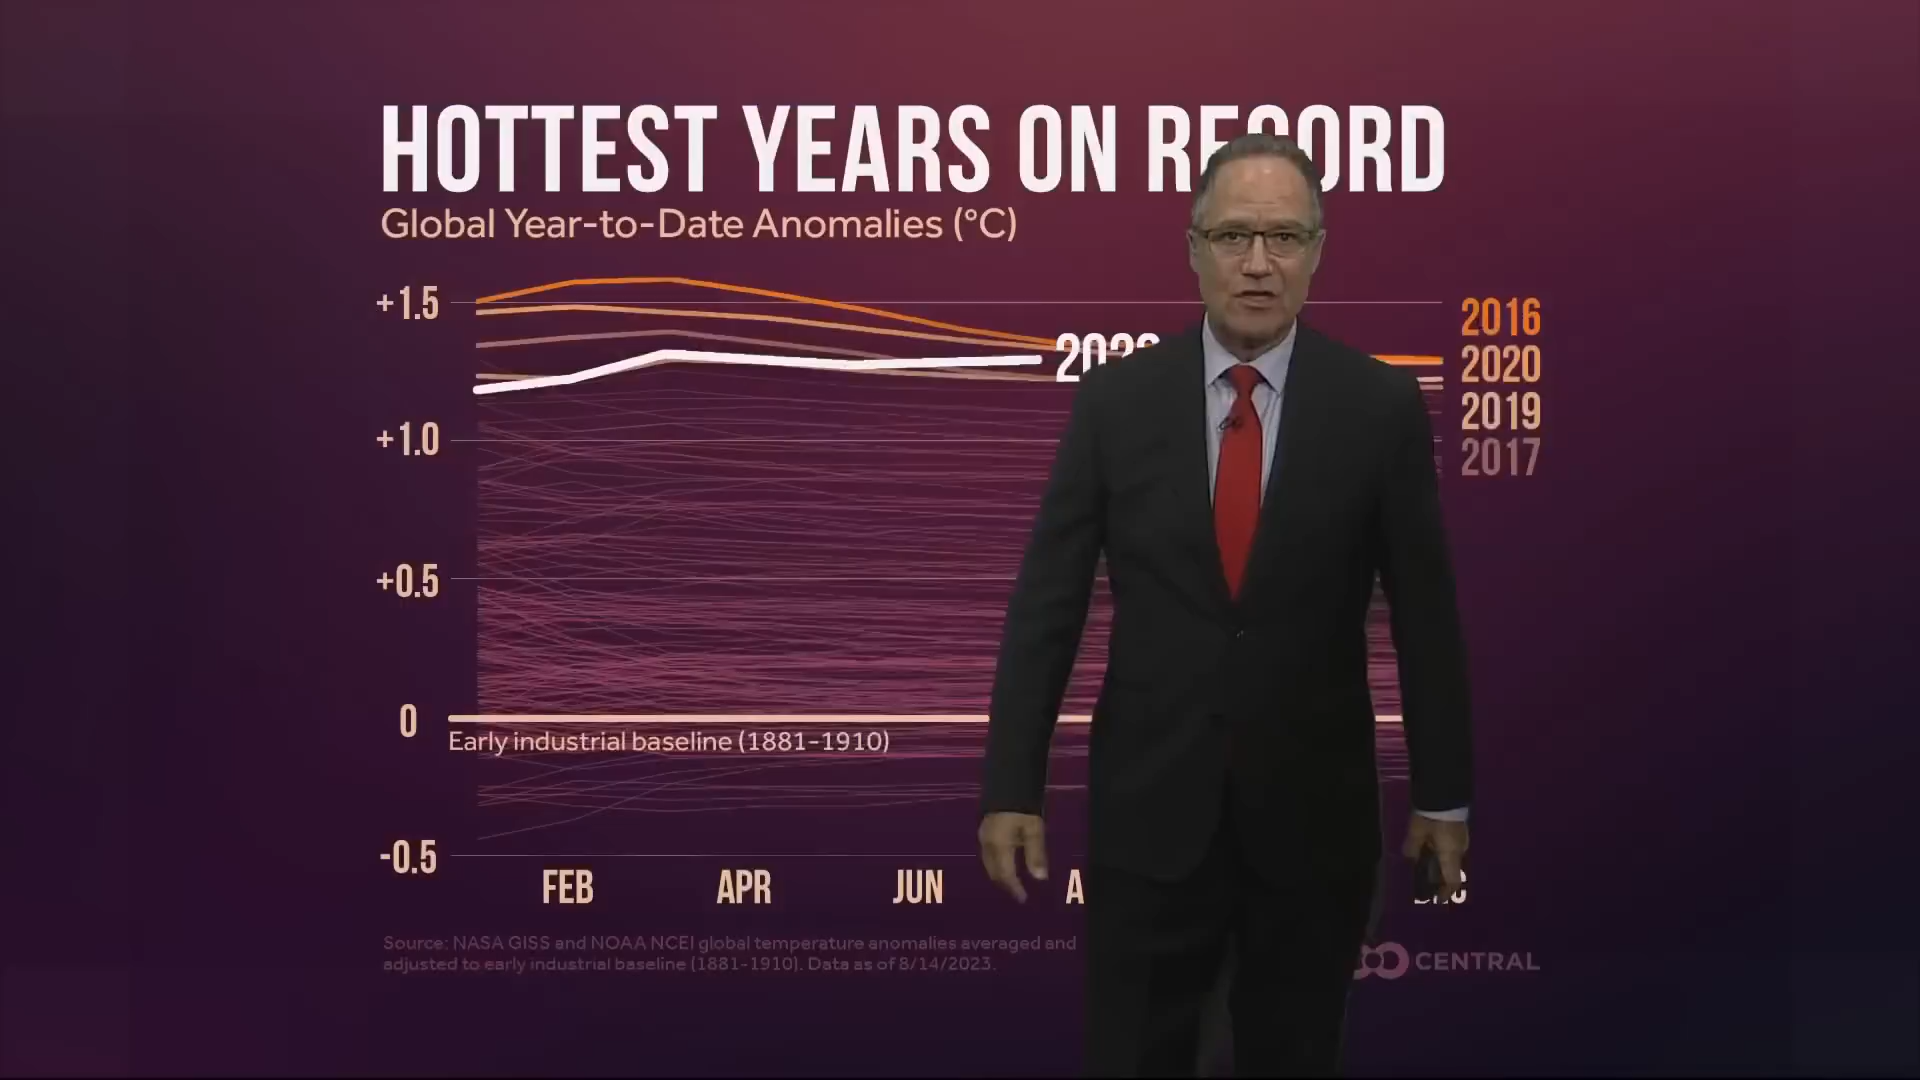 HOTTEST YEARS ON RECORD
Global Year-to-Date Anomalies (°C)
+1.5
2016
2020
2019
2017
+1.0
+0.5
0
Early industrial baseline (1881-1910)
-0.5
FEB
APR
JUN
Source: NASA GISS and NOAA NCEI global temperature anomalies averaged and
adjusted to early industrial baseline (1881-1910). Data as of 8/14/2023.
CENTRAL